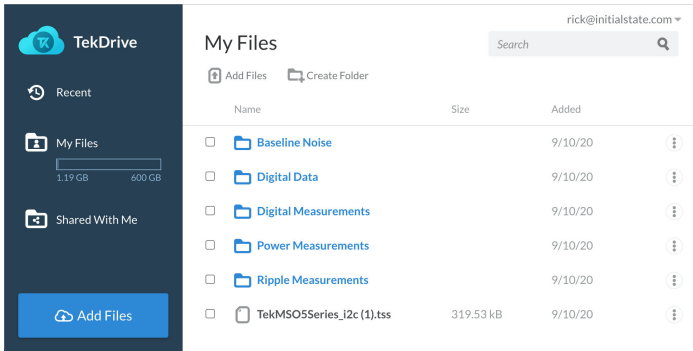 TekDrive
Recent
My Files
1.19 GB 600 GB
Shared With Me
Add Files
rick@initialstate.com
My Files
Search
Add Files Create Folder
Name Size Added
Baseline Noise 9/10/20
Digital Data 9/10/20
Digital Measurements 9/10/20
Power Measurements 9/10/20
Ripple Measurements 9/10/20
TekMSO5Series_i2c (1).tss 319.53 kB 9/10/20